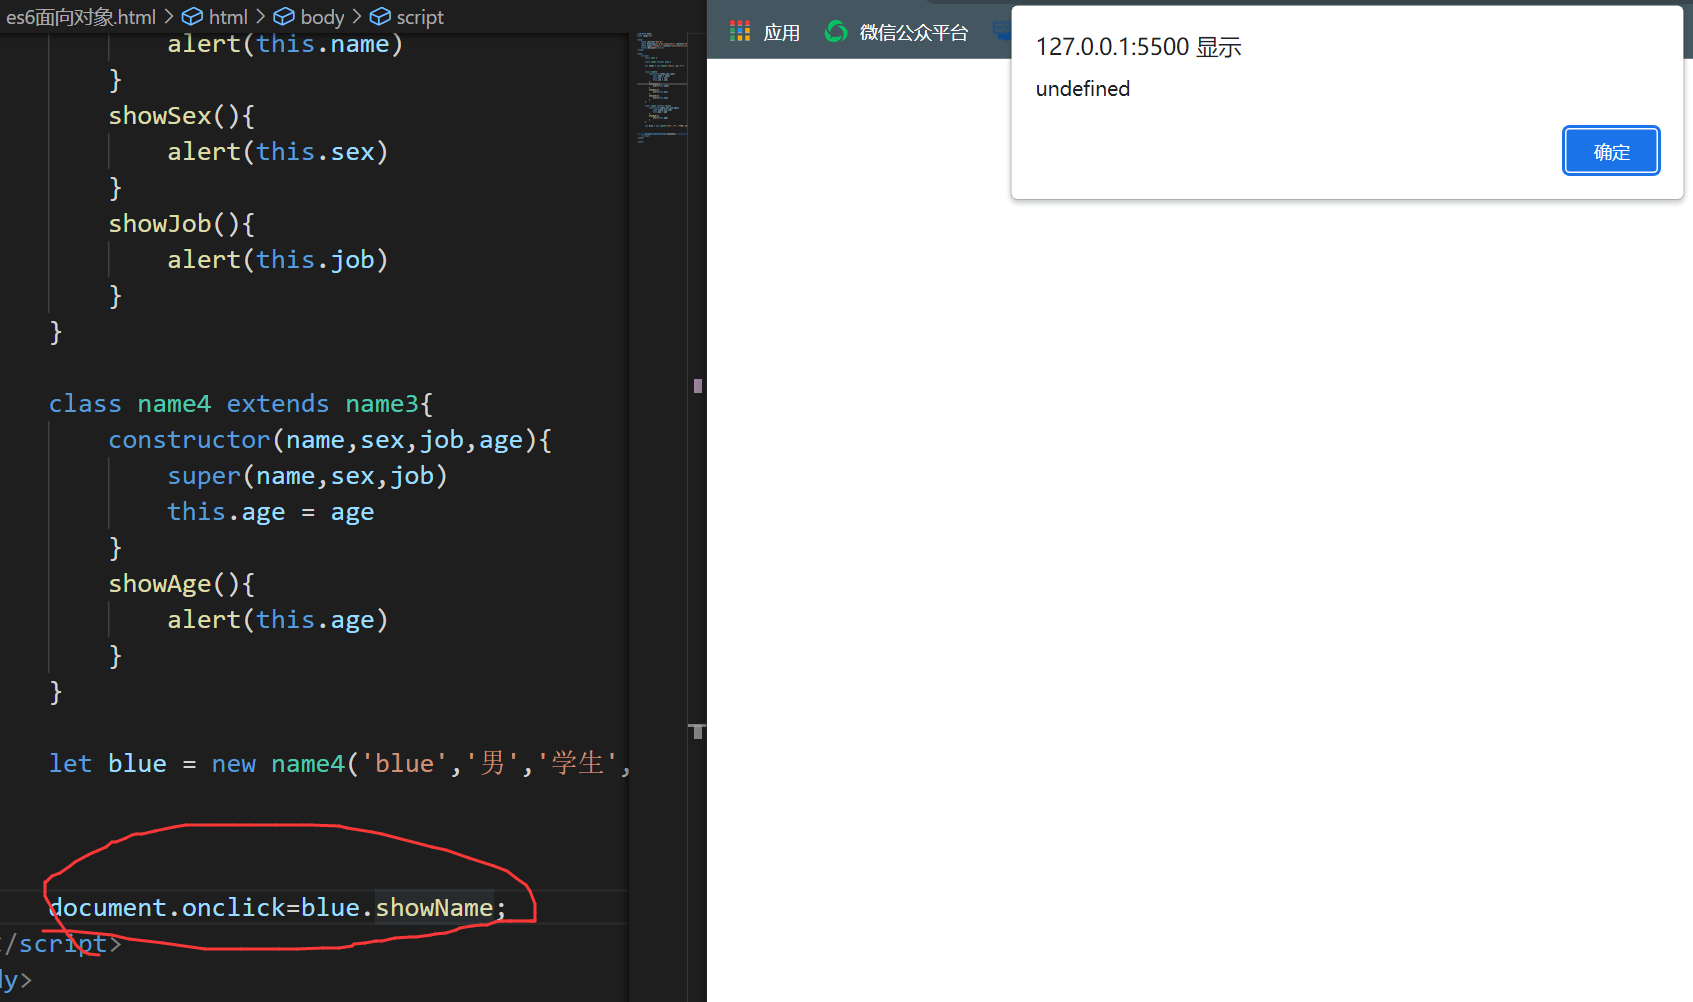 es6面向对象.html > html > body > script
alert(this.name)
}
showSex(){
alert(this.sex)
}
showJob(){
alert(this.job)
}
}
class name4 extends name3{
constructor(name,sex,job,age){
super(name,sex,job)
this.age = age
}
showAge(){
alert(this.age)
}
}
let blue = new name4('blue','男','学生',
document.onclick=blue.showName;
/script>
dy>
应用
微信公众平台
127.0.0.1:5500 显示
undefined
确定